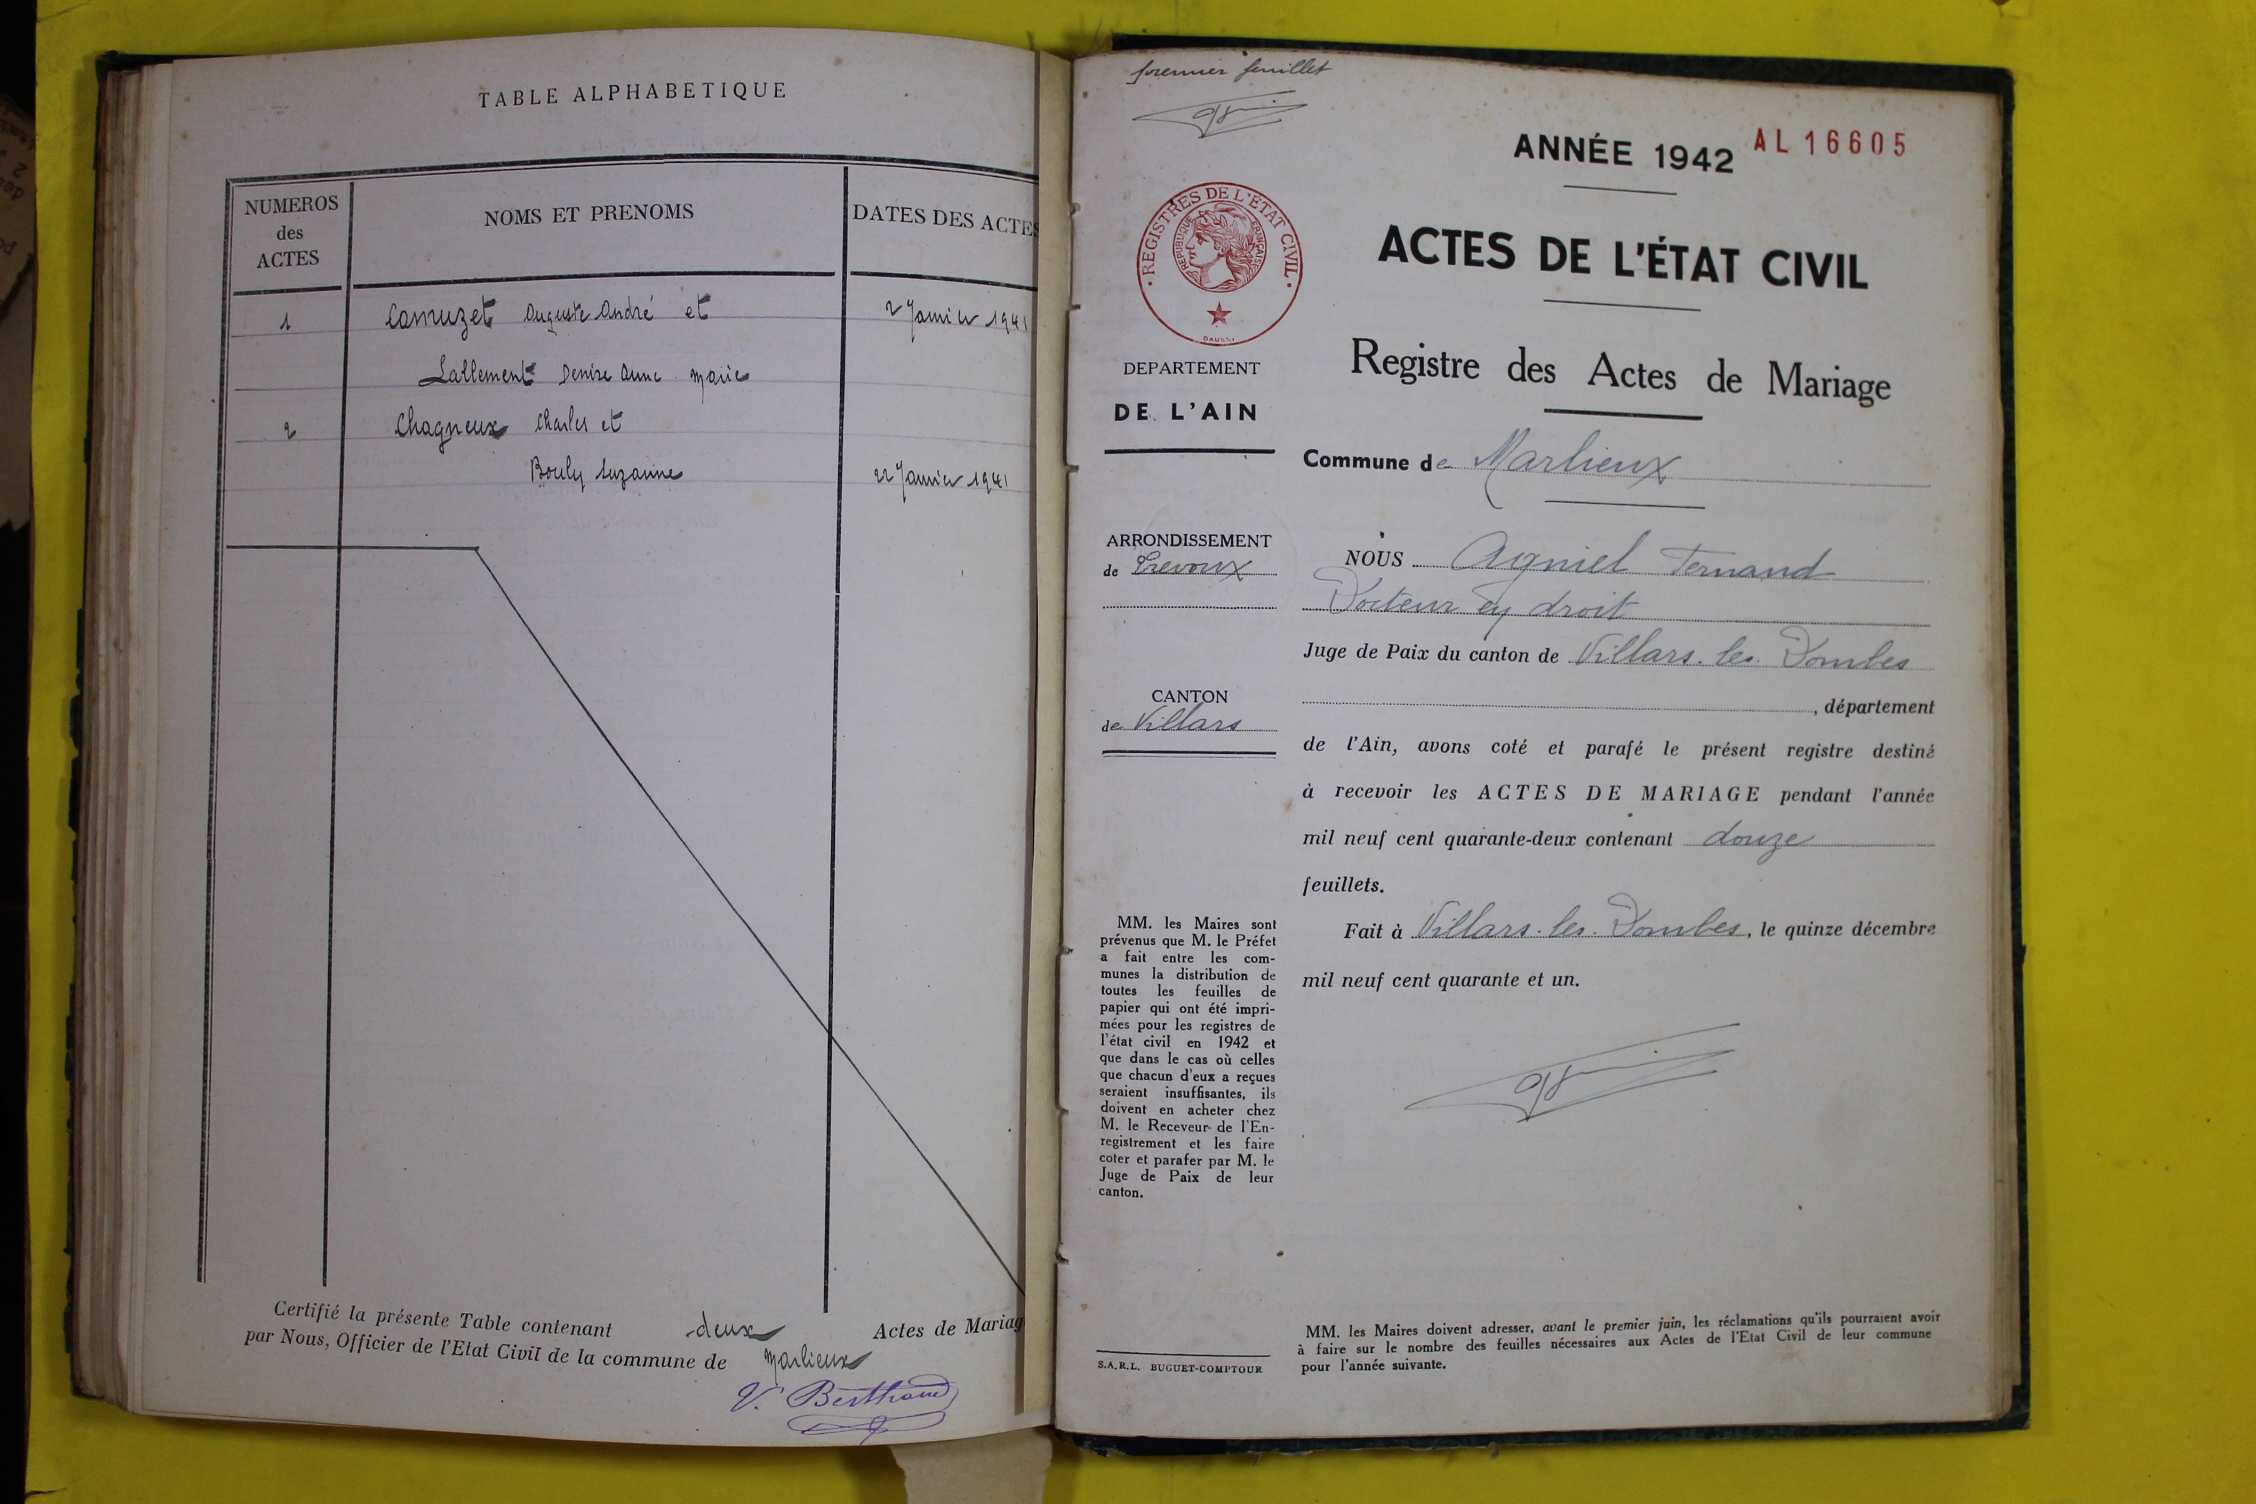 TABLE ALPHABETIQUE
NUMEROS
des
ACTES
NOMS ET PRENOMS
DATES DES ACTES
1 Camuzet Auguste André et 2 Janvier 1941
Lallement Denise Anne Marie
2 Chagneux Charles et
Bouly Suzanne 22 Janvier 1941
Certifié la présente Table contenant deux Actes de Mariag
par Nous, Officier de l'Etat Civil de la commune de Marlieux
V. Berthaud
premier feuillet
ANNÉE 1942 AL 16605
REGISTRES DE L'ÉTAT CIVIL
RÉPUBLIQUE FRANÇAISE
DAUSSY
ACTES DE L'ÉTAT CIVIL
Registre des Actes de Mariage
DEPARTEMENT
DE L'AIN
Commune de Marlieux
ARRONDISSEMENT
de Trévoux
CANTON
de Villars
NOUS Agniel Fernand
Docteur en droit
Juge de Paix du canton de Villars-les-Dombes
, département
de l'Ain, avons coté et parafé le présent registre destiné
à recevoir les ACTES DE MARIAGE pendant l'année
mil neuf cent quarante-deux contenant douze
feuillets.
Fait à Villars-les-Dombes, le quinze décembre
mil neuf cent quarante et un.
MM. les Maires sont
prévenus que M. le Préfet
a fait entre les com-
munes la distribution de
toutes les feuilles de
papier qui ont été impri-
mées pour les registres de
l'état civil en 1942 et
que dans le cas où celles
que chacun d'eux a reçues
seraient insuffisantes, ils
doivent en acheter chez
M. le Receveur de l'En-
registrement et les faire
coter et parafer par M. le
Juge de Paix de leur
canton.
S.A.R.L. BUGUET-COMPTOUR
MM. les Maires doivent adresser, avant le premier juin, les réclamations qu'ils pourraient avoir
à faire sur le nombre des feuilles nécessaires aux Actes de l'Etat Civil de leur commune
pour l'année suivante.